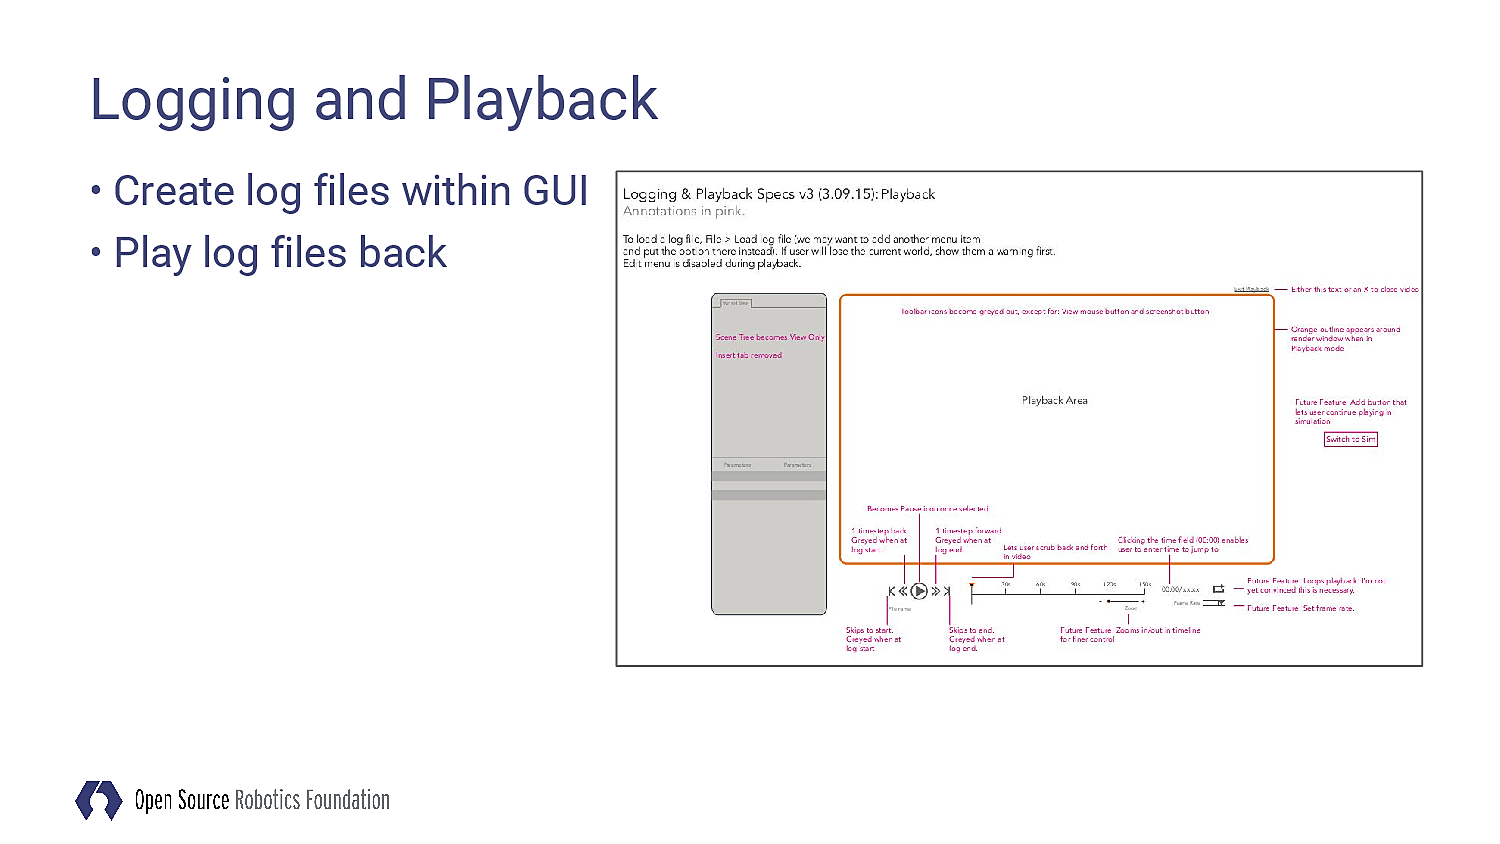 Logging and Playback
• Create log files within GUI
• Play log files back
Logging & Playback Specs v3 (3.09.15): Playback
Annotations in pink.
To load a log file, File > Load log file (we may want to add another menu item
and put the option there instead). If user will lose the current world, show them a warning first.
Edit menu is disabled during playback.
Exit Playback
Either this text or an X to close video
Toolbar icons become greyed out, except for: View mouse button and screenshot button
Orange outline appears around
render window when in
Playback mode
Scene Tree becomes View Only
Insert tab removed
Playback Area
Future Feature: Add button that
lets user continue playing in
simulation
Switch to Sim
Parameters
Parameters
Becomes Pause icon once selected
1 timestep back
Greyed when at
log start.
1 timestep forward
Greyed when at
log end.
Lets user scrub back and forth
in video
Clicking the time field (00:00) enables
user to enter time to jump to
30s 60s 90s 120s 150s
00:00/xx:xx
Future Feature: Loops playback. I'm not
yet convinced this is necessary.
File name
Zoom
Frame Rate
Future Feature: Set frame rate.
Skips to start.
Greyed when at
log start.
Skips to end.
Greyed when at
log end.
Future Feature: Zooms in/out in timeline
for finer control
Open Source Robotics Foundation